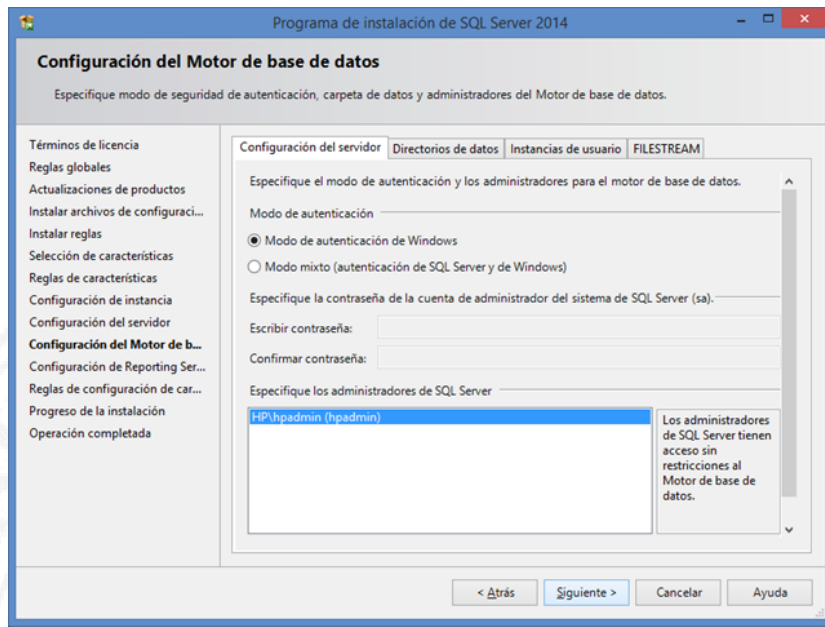 Programa de instalación de SQL Server 2014
Configuración del Motor de base de datos
Especifique modo de seguridad de autenticación, carpeta de datos y administradores del Motor de base de datos.
Términos de licencia
Reglas globales
Actualizaciones de productos
Instalar archivos de configuraci...
Instalar reglas
Selección de características
Reglas de características
Configuración de instancia
Configuración del servidor
Configuración del Motor de b...
Configuración de Reporting Ser...
Reglas de configuración de car...
Progreso de la instalación
Operación completada
Configuración del servidor
Directorios de datos
Instancias de usuario
FILESTREAM
Especifique el modo de autenticación y los administradores para el motor de base de datos.
Modo de autenticación
Modo de autenticación de Windows
Modo mixto (autenticación de SQL Server y de Windows)
Especifique la contraseña de la cuenta de administrador del sistema de SQL Server (sa).
Escribir contraseña:
Confirmar contraseña:
Especifique los administradores de SQL Server
HP\hpadmin (hpadmin)
Los administradores
de SQL Server tienen
acceso sin
restricciones al
Motor de base de
datos.
< Atrás
Siguiente >
Cancelar
Ayuda